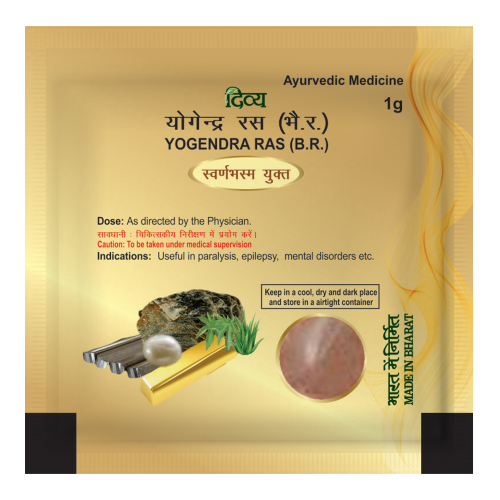 Ayurvedic Medicine
1g
दिव्य
योगेन्द्र रस (भै.र.)
YOGENDRA RAS (B.R.)
स्वर्णभस्म युक्त
Dose: As directed by the Physician.
सावधानी : चिकित्सकीय निरीक्षण में प्रयोग करें।
Caution: To be taken under medical supervision
Indications: Useful in paralysis, epilepsy, mental disorders etc.
Keep in a cool, dry and dark place
and store in a airtight container
भारत में निर्मित
MADE IN BHARAT